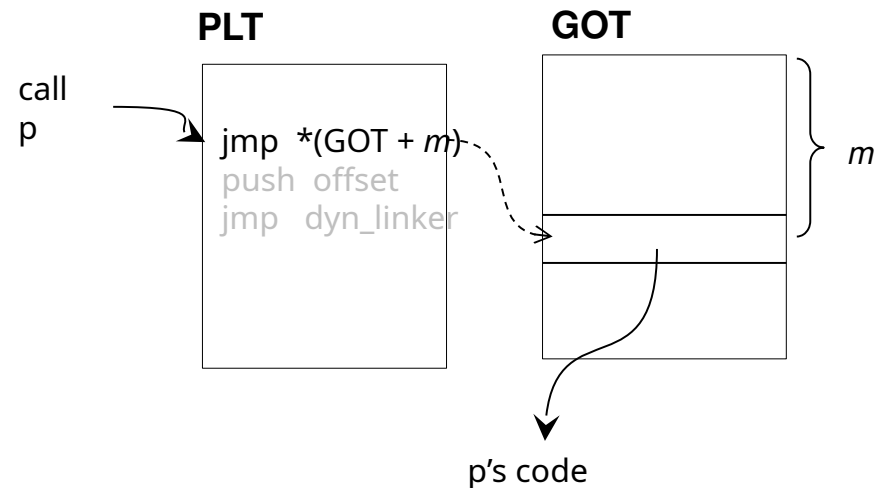 PLT
GOT
call
p
jmp *(GOT + m)
push offset
jmp dyn_linker
m
p’s code